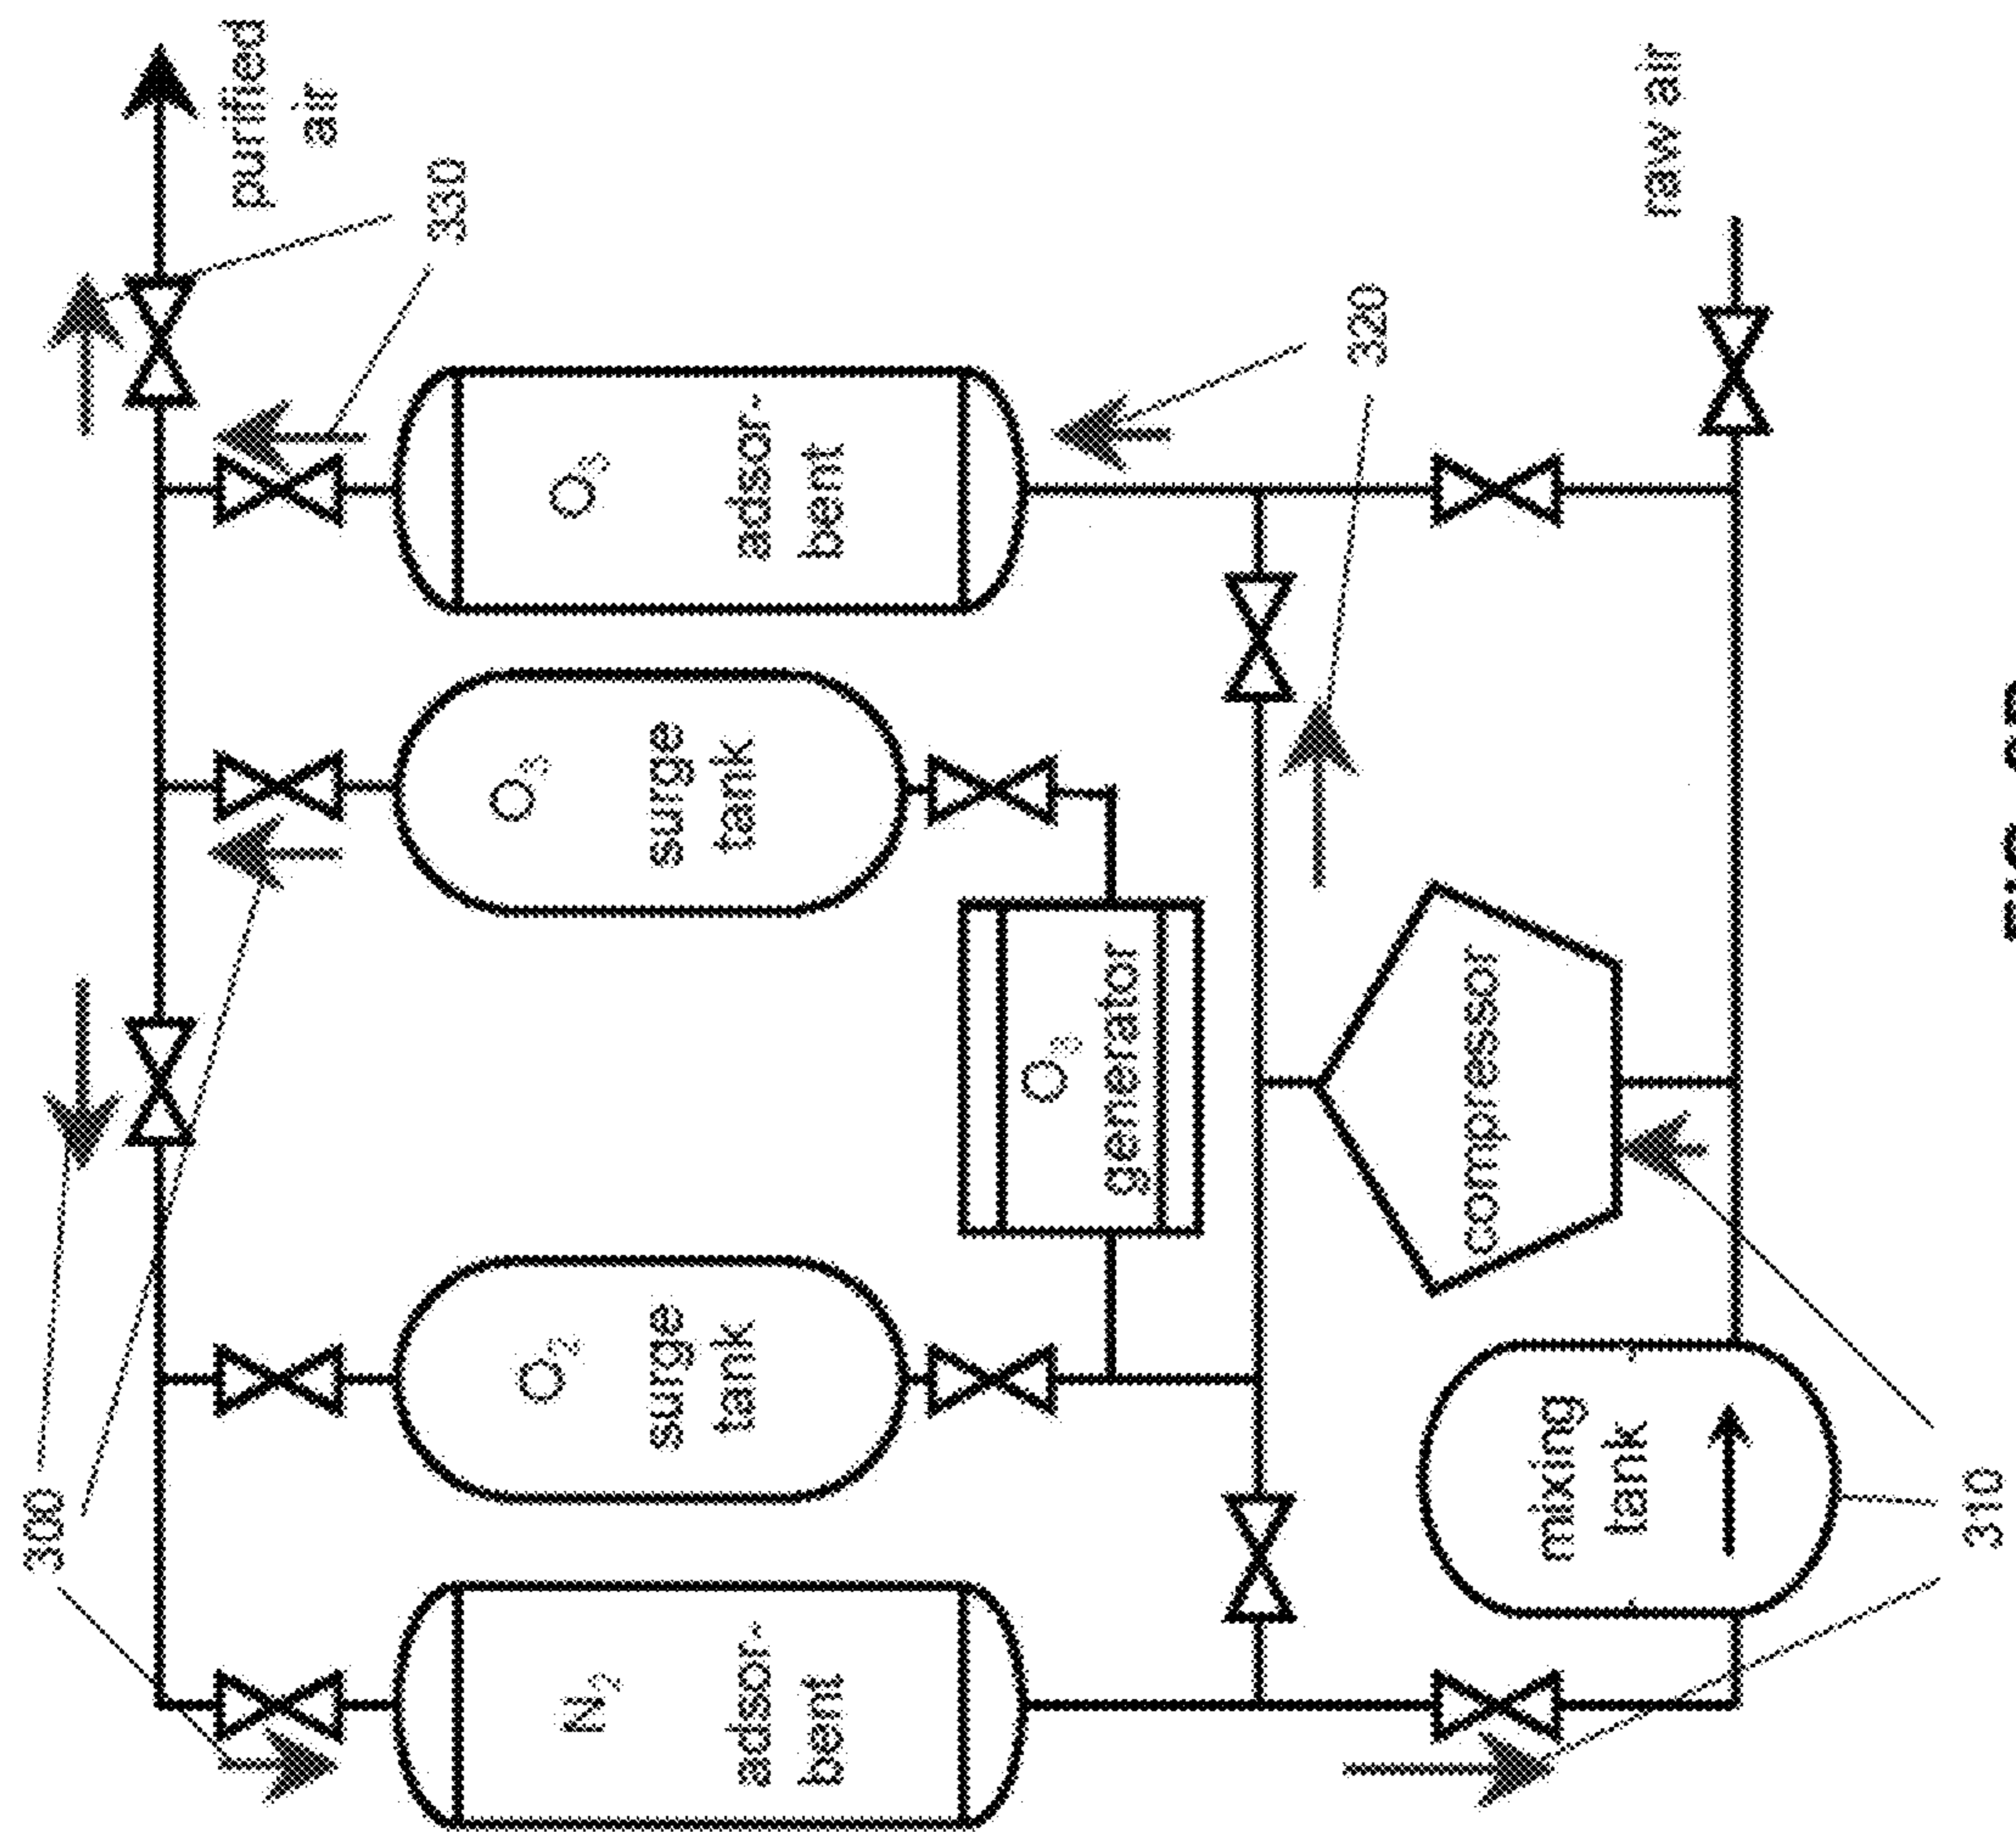 300
purified
air
330
N₂
adsor-
bent
O₂
surge
tank
O₃
surge
tank
O₃
adsor-
bent
O₃
generator
320
compressor
mixing
tank
raw air
310